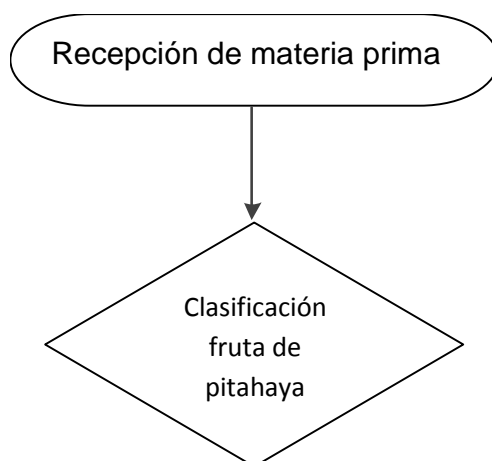 Recepción de materia prima
Clasificación
fruta de
pitahaya